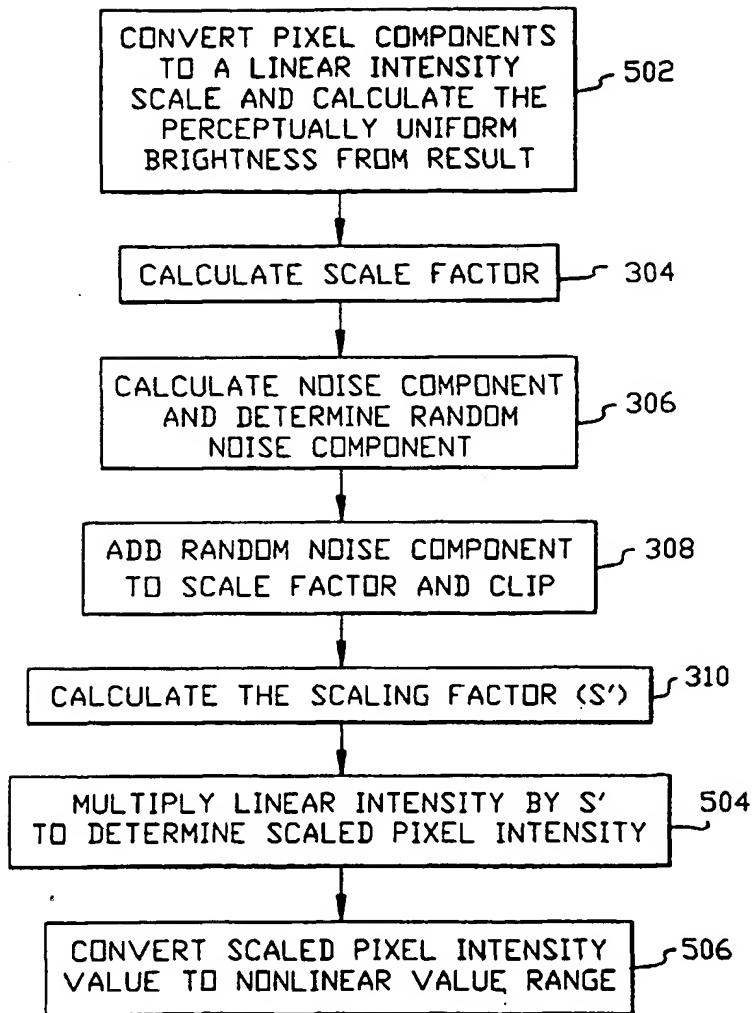 CONVERT PIXEL COMPONENTS
TO A LINEAR INTENSITY
SCALE AND CALCULATE THE
PERCEPTUALLY UNIFORM
BRIGHTNESS FROM RESULT
502
CALCULATE SCALE FACTOR
304
CALCULATE NOISE COMPONENT
AND DETERMINE RANDOM
NOISE COMPONENT
306
ADD RANDOM NOISE COMPONENT
TO SCALE FACTOR AND CLIP
308
CALCULATE THE SCALING FACTOR (S')
310
MULTIPLY LINEAR INTENSITY BY S'
TO DETERMINE SCALED PIXEL INTENSITY
504
CONVERT SCALED PIXEL INTENSITY
VALUE TO NONLINEAR VALUE RANGE
506